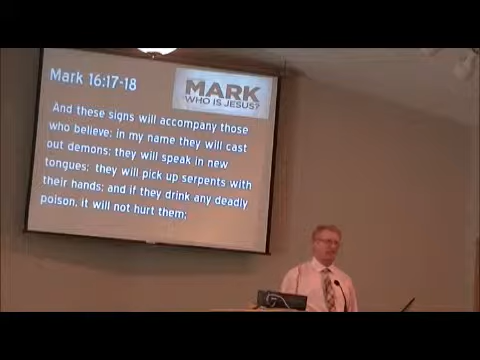 Mark 16:17-18
MARK
WHO IS JESUS?
And these signs will accompany those
who believe: in my name they will cast
out demons; they will speak in new
tongues; they will pick up serpents with
their hands; and if they drink any deadly
poison, it will not hurt them;